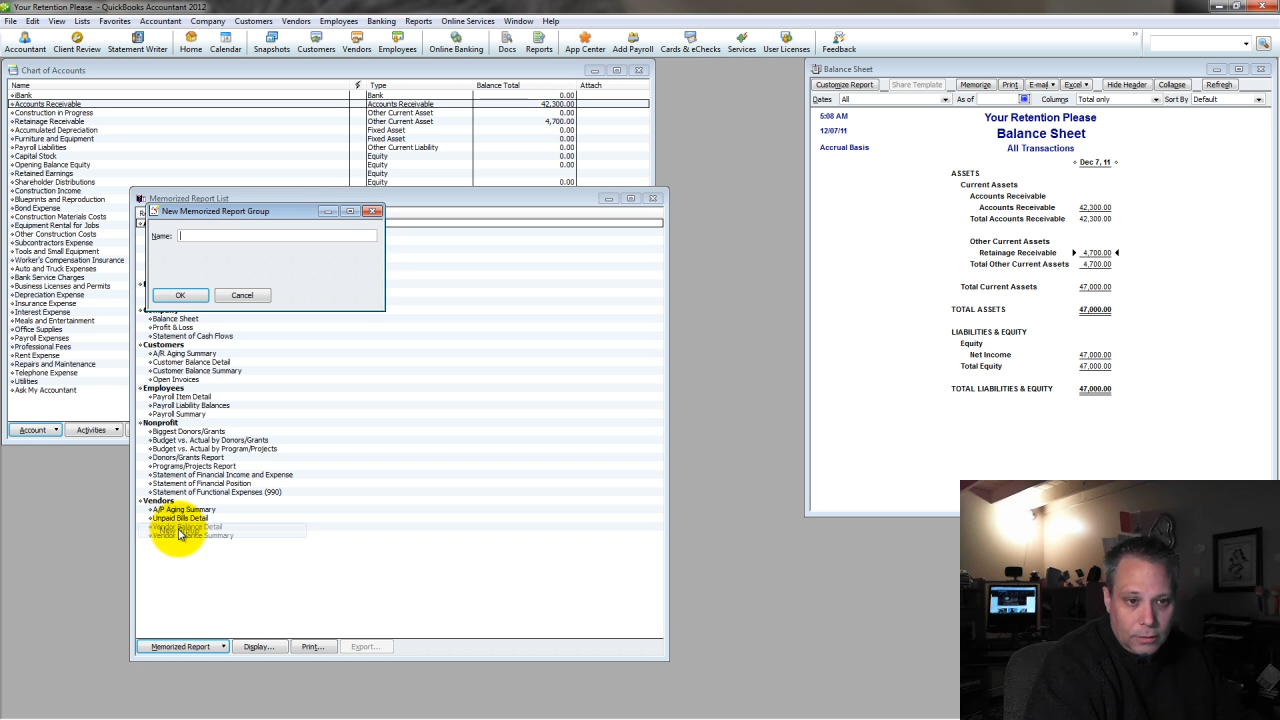 Your Retention Please - QuickBooks Accountant 2012
File Edit View Lists Favorites Accountant Company Customers Vendors Employees Banking Reports Online Services Window Help
Accountant Client Review Statement Writer Home Calendar Snapshots Customers Vendors Employees Online Banking Docs Reports App Center Add Payroll Cards & eChecks Services User Licenses Feedback
Chart of Accounts
Name Type Balance Total Attach
iBank Bank 0.00
Accounts Receivable Accounts Receivable 42,300.00
Construction in Progress Other Current Asset 0.00
Retainage Receivable Other Current Asset 4,700.00
Accumulated Depreciation Fixed Asset 0.00
Furniture and Equipment Fixed Asset 0.00
Payroll Liabilities Other Current Liability 0.00
Capital Stock Equity 0.00
Opening Balance Equity Equity 0.00
Retained Earnings Equity
Shareholder Distributions Equity 0.00
Construction Income
Blueprints and Reproduction
Bond Expense
Construction Materials Costs
Equipment Rental for Jobs
Other Construction Costs
Subcontractors Expense
Tools and Small Equipment
Worker's Compensation Insurance
Auto and Truck Expenses
Bank Service Charges
Business Licenses and Permits
Depreciation Expense
Insurance Expense
Interest Expense
Meals and Entertainment
Office Supplies
Payroll Expenses
Professional Fees
Rent Expense
Repairs and Maintenance
Telephone Expense
Utilities
Ask My Accountant
Account Activities
Memorized Report List
New Memorized Report Group
Name:
OK Cancel
Balance Sheet
Profit & Loss
Statement of Cash Flows
Customers
A/R Aging Summary
Customer Balance Detail
Customer Balance Summary
Open Invoices
Employees
Payroll Item Detail
Payroll Liability Balances
Payroll Summary
Nonprofit
Biggest Donors/Grants
Budget vs. Actual by Donors/Grants
Budget vs. Actual by Program/Projects
Donors/Grants Report
Programs/Projects Report
Statement of Financial Income and Expense
Statement of Financial Position
Statement of Functional Expenses (990)
Vendors
A/P Aging Summary
Unpaid Bills Detail
Vendor Balance Detail
Vendor Balance Summary
Memorized Report Display... Print... Export...
Balance Sheet
Customize Report Share Template Memorize Print E-mail Excel Hide Header Collapse Refresh
Dates All As of Columns Total only Sort By Default
5:08 AM Your Retention Please
12/07/11 Balance Sheet
Accrual Basis All Transactions
Dec 7, 11
ASSETS
Current Assets
Accounts Receivable
Accounts Receivable 42,300.00
Total Accounts Receivable 42,300.00
Other Current Assets
Retainage Receivable 4,700.00
Total Other Current Assets 4,700.00
Total Current Assets 47,000.00
TOTAL ASSETS 47,000.00
LIABILITIES & EQUITY
Equity
Net Income 47,000.00
Total Equity 47,000.00
TOTAL LIABILITIES & EQUITY 47,000.00